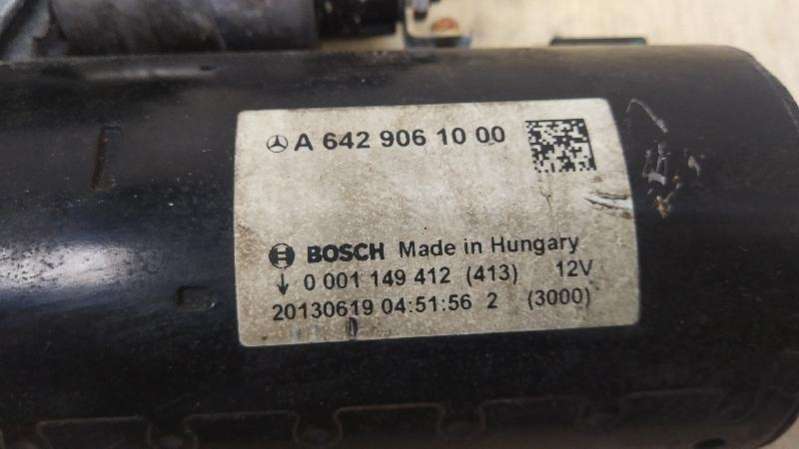 A 642 906 10 00
BOSCH Made in Hungary
↓ 0 001 149 412 (413) 12V
20130619 04:51:56 2 (3000)